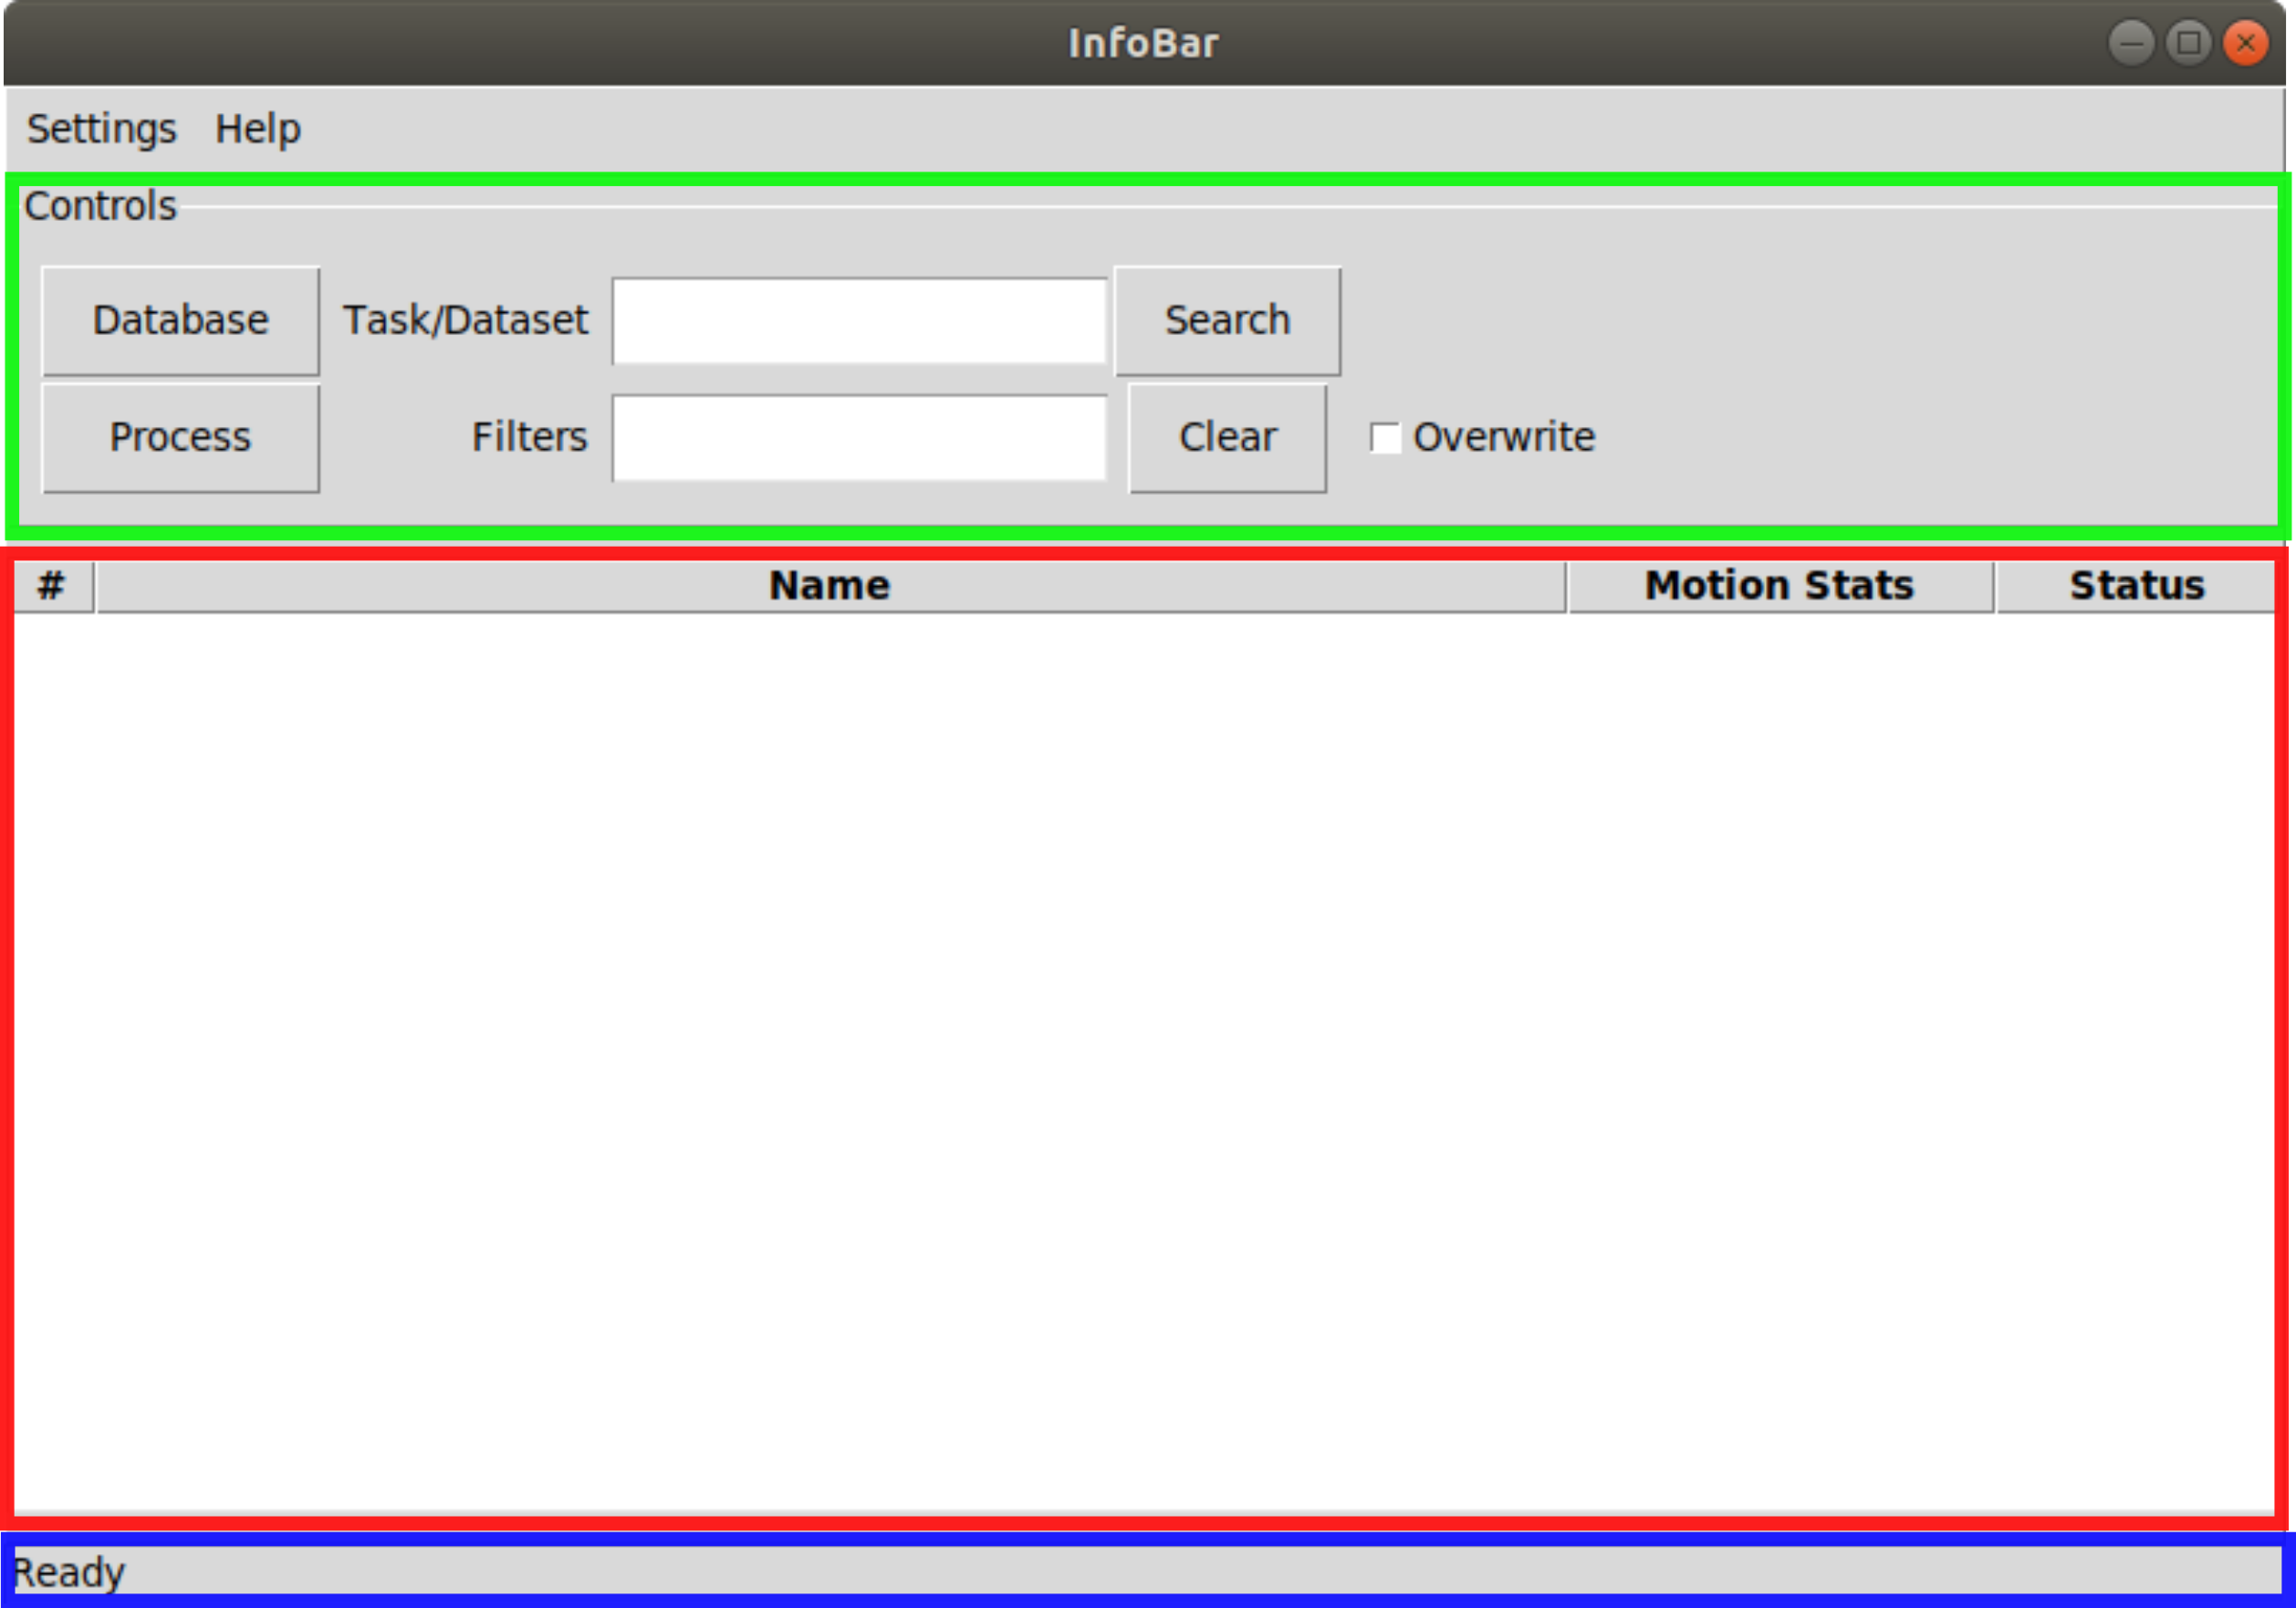 InfoBar
Settings Help
Controls
Database Task/Dataset Search
Process Filters Clear Overwrite
# Name Motion Stats Status
Ready